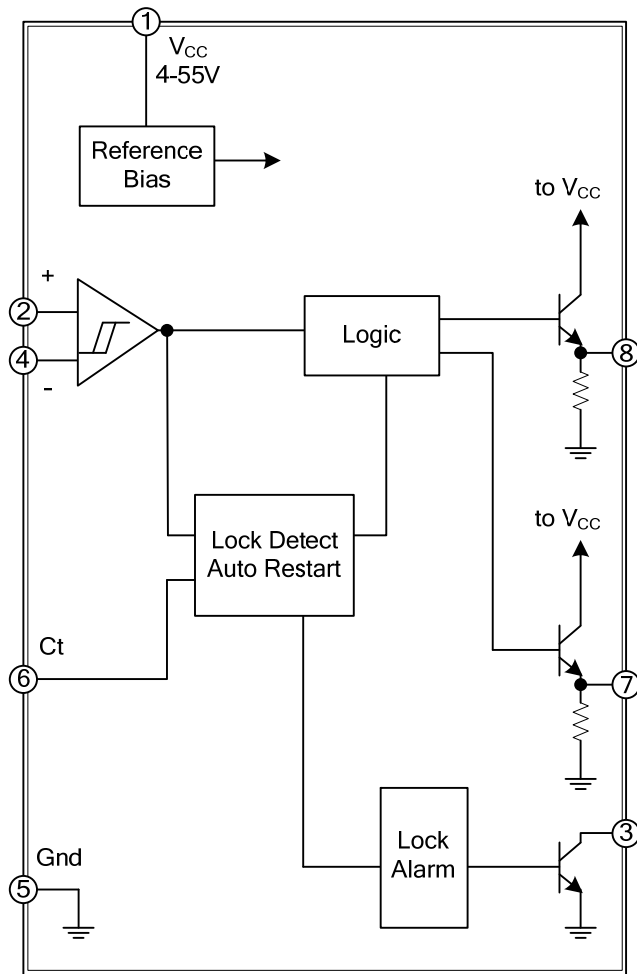 1
VCC
4-55V
Reference
Bias
to VCC
+
2
Logic
4
8
-
to VCC
Lock Detect
Auto Restart
Ct
6
7
3
Lock
Alarm
Gnd
5